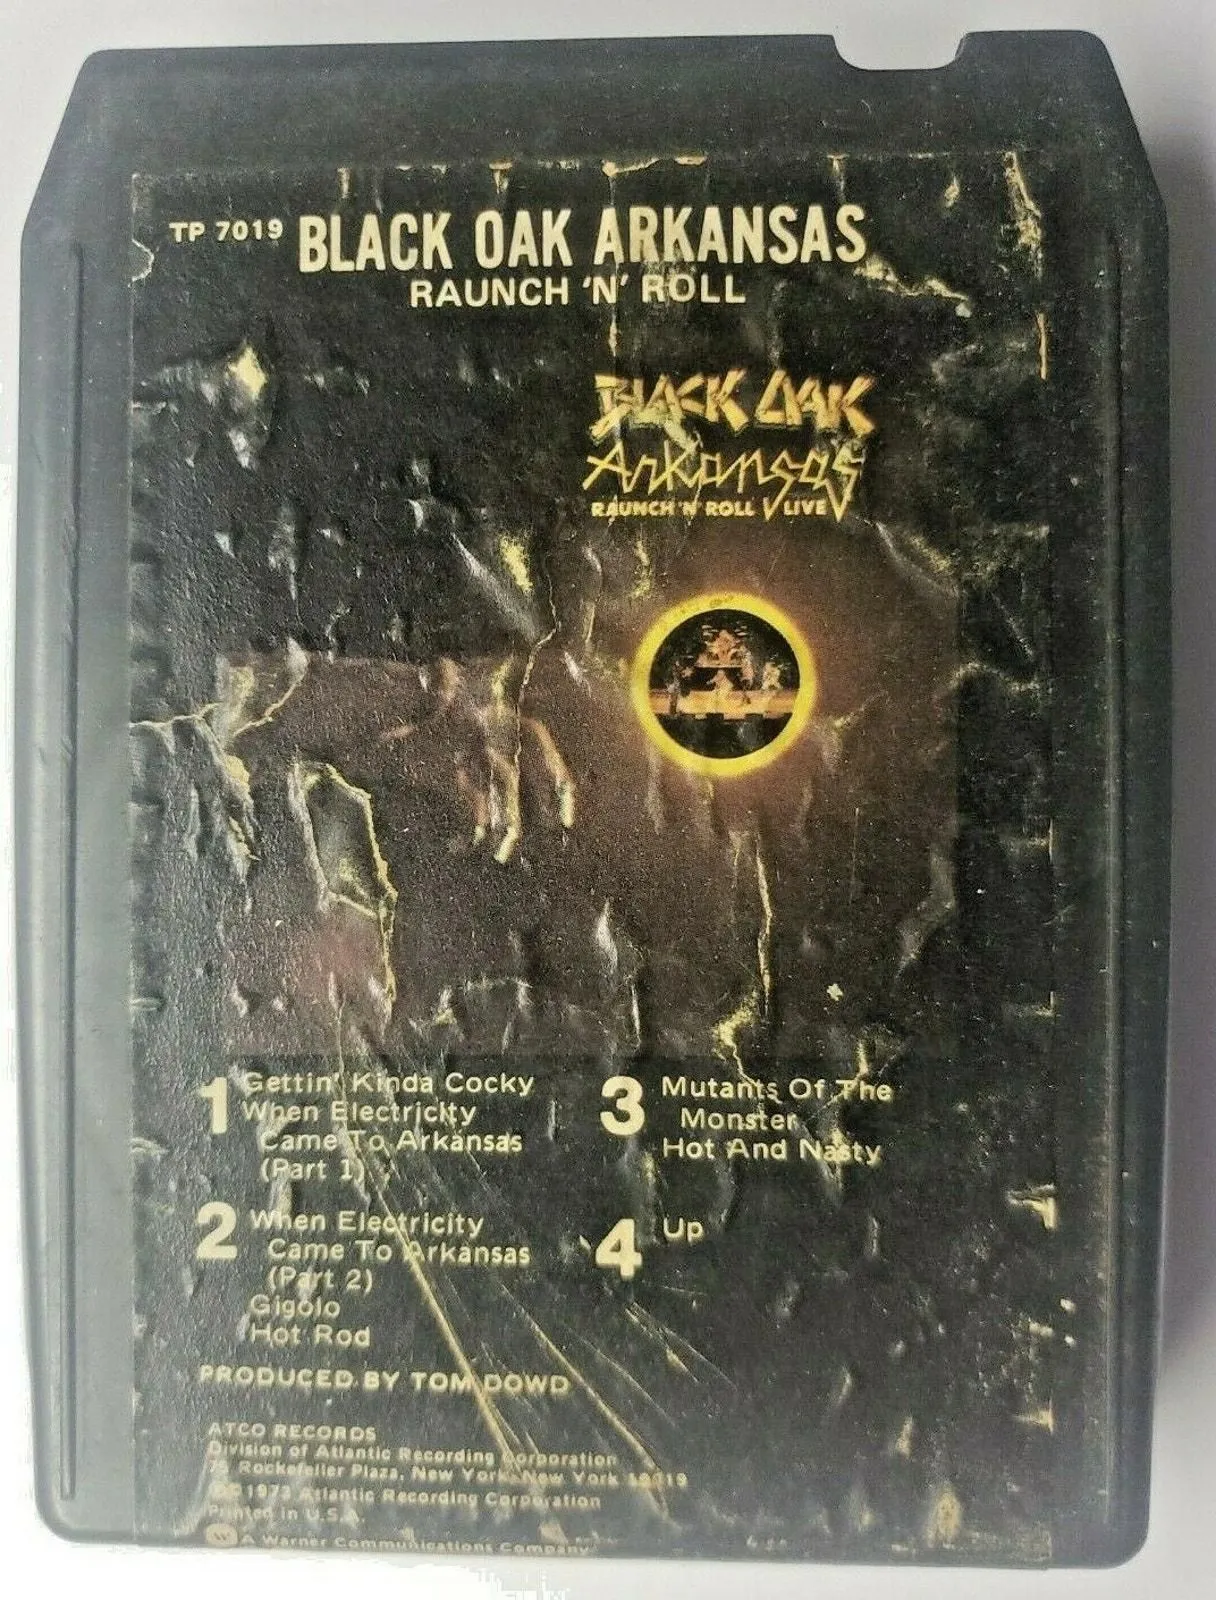 TP 7019 BLACK OAK ARKANSAS
RAUNCH 'N' ROLL
BLACK OAK
Arkansas
RAUNCH 'N' ROLL LIVE
1 Gettin' Kinda Cocky
When Electricity
Came To Arkansas
(Part 1)
2 When Electricity
Came To Arkansas
(Part 2)
Gigolo
Hot Rod
3 Mutants Of The
Monster
Hot And Nasty
4 Up
PRODUCED BY TOM DOWD
ATCO RECORDS
Division of Atlantic Recording Corporation
75 Rockefeller Plaza, New York, New York 10019
1973 Atlantic Recording Corporation
Printed in U.S.A.
A Warner Communications Company